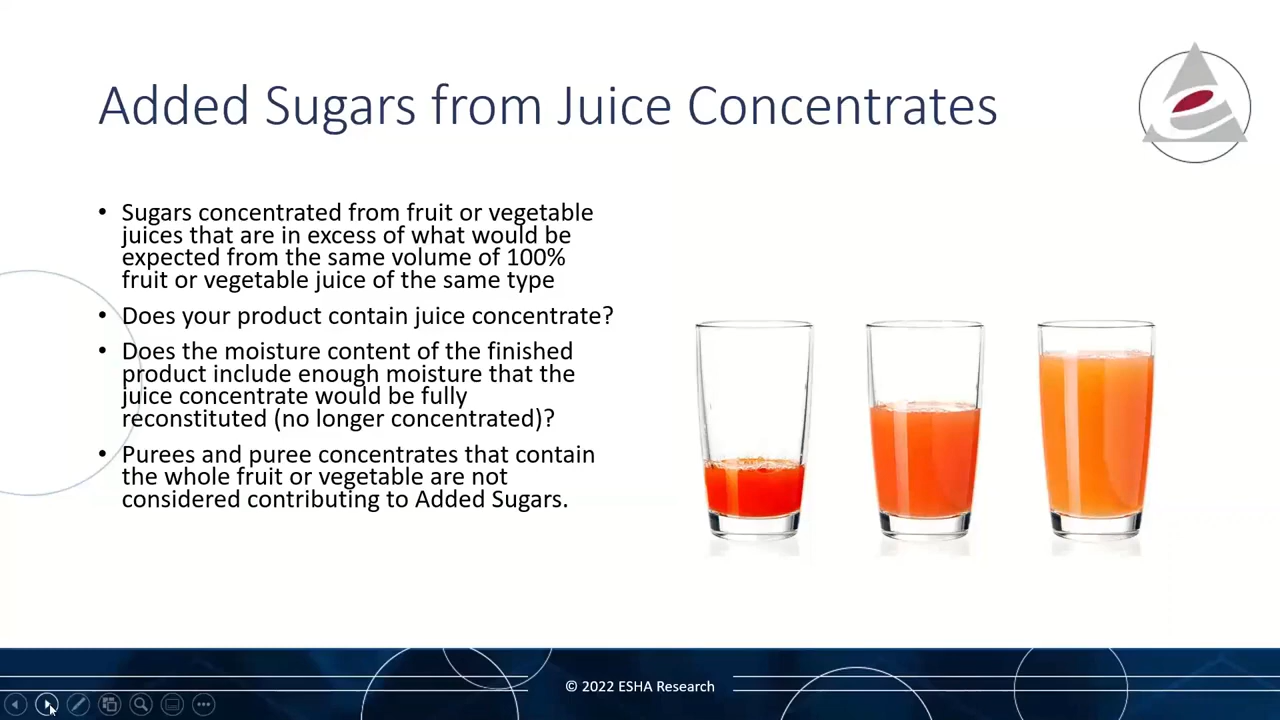 Added Sugars from Juice Concentrates
• Sugars concentrated from fruit or vegetable
juices that are in excess of what would be
expected from the same volume of 100%
fruit or vegetable juice of the same type
• Does your product contain juice concentrate?
• Does the moisture content of the finished
product include enough moisture that the
juice concentrate would be fully
reconstituted (no longer concentrated)?
• Purees and puree concentrates that contain
the whole fruit or vegetable are not
considered contributing to Added Sugars.
© 2022 ESHA Research